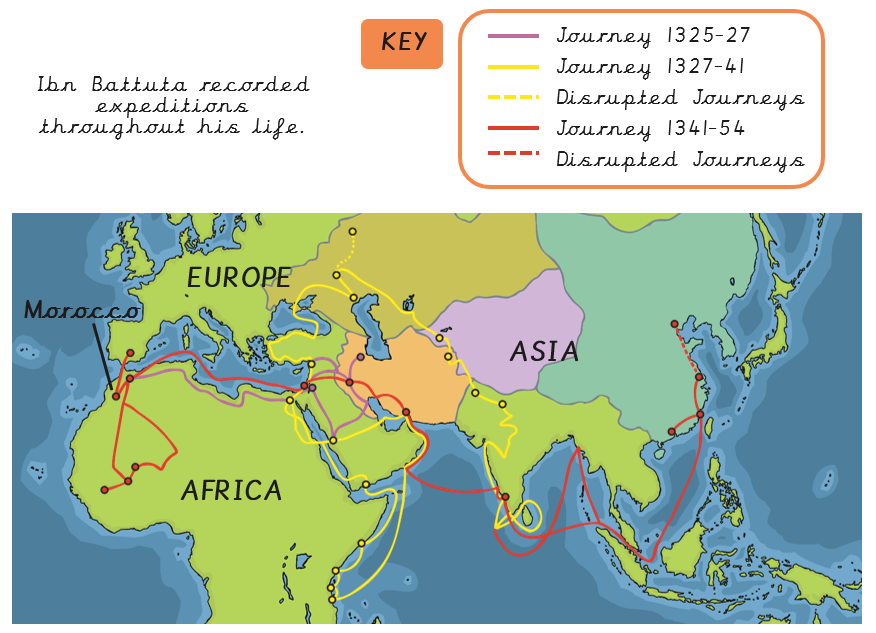 KEY
Journey 1325-27
Journey 1327-41
Disrupted Journeys
Journey 1341-54
Disrupted Journeys
Ibn Battuta recorded
expeditions
throughout his life.
EUROPE
Morocco
ASIA
AFRICA